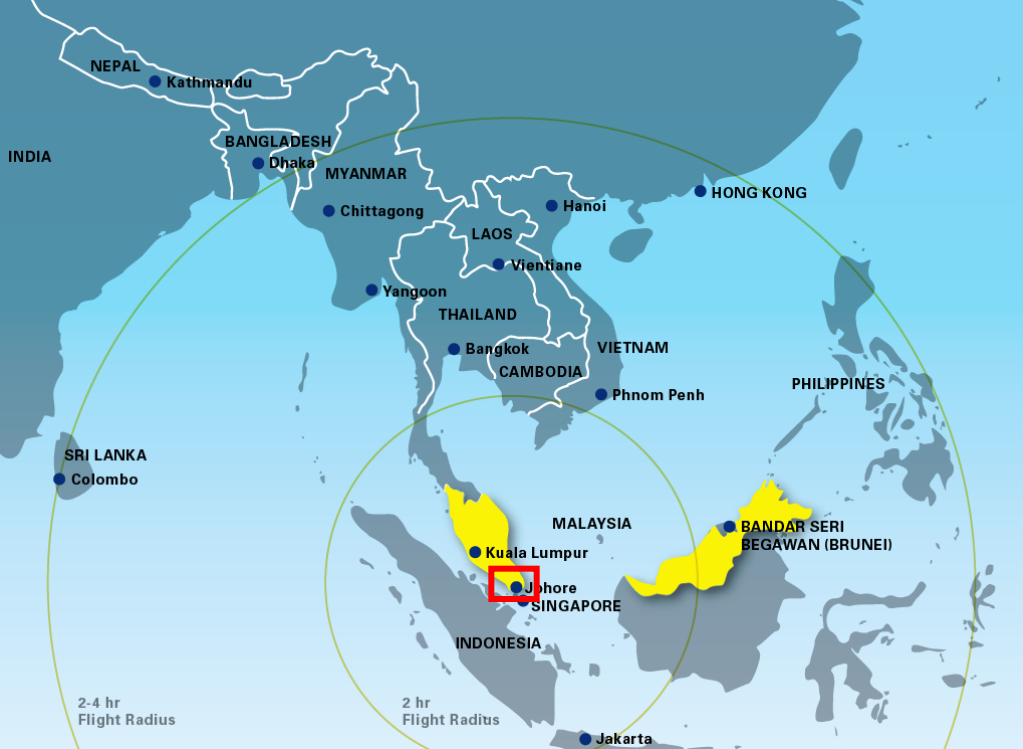 NEPAL
Kathmandu
BANGLADESH
INDIA
Dhaka
MYANMAR
HONG KONG
Chittagong
Hanoi
LAOS
Vientiane
Yangoon
THAILAND
Bangkok
VIETNAM
CAMBODIA
PHILIPPINES
Phnom Penh
SRI LANKA
Colombo
MALAYSIA
BANDAR SERI
BEGAWAN (BRUNEI)
Kuala Lumpur
Johore
SINGAPORE
INDONESIA
2-4 hr
Flight Radius
2 hr
Flight Radius
Jakarta